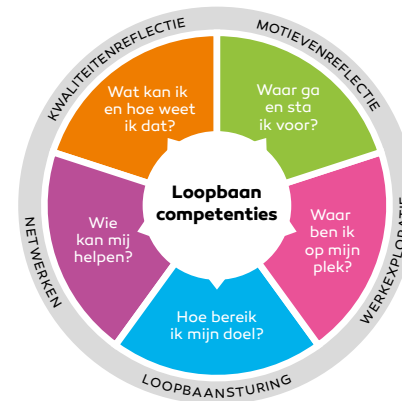 KWALITEITENREFLECTIE
MOTIEVENREFLECTIE
Wat kan ik
en hoe weet
ik dat?
Waar ga
en sta
ik voor?
Loopbaan
competenties
Wie
kan mij
helpen?
Waar
ben ik
op mijn
plek?
Hoe bereik
ik mijn doel?
NETWERKEN
WERKEXPLORATIE
LOOPBAANSTURING